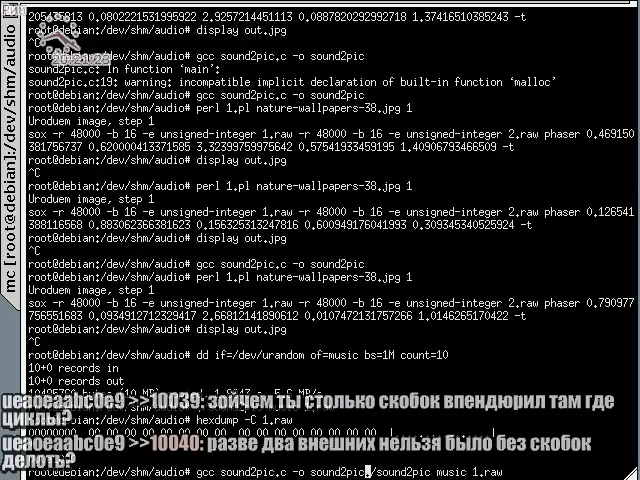 mc [root@debian]:/dev/shm/audio
205435813 0.0802221531995922 2.9257214451113 0.0887820292992718 1.37416510385243 -t
root@debian:/dev/shm/audio# display out.jpg
^C
root@debian:/dev/shm/audio# gcc sound2pic.c -o sound2pic
sound2pic.c: In function ‘main’:
sound2pic.c:19: warning: incompatible implicit declaration of built-in function ‘malloc’
root@debian:/dev/shm/audio# gcc sound2pic.c -o sound2pic
root@debian:/dev/shm/audio# perl 1.pl nature-wallpapers-38.jpg 1
Uroduem image, step 1
sox -r 48000 -b 16 -e unsigned-integer 1.raw -r 48000 -b 16 -e unsigned-integer 2.raw phaser 0.469150
381756737 0.620000413371585 3.32399759975642 0.57541933459195 1.40906793466509 -t
root@debian:/dev/shm/audio# display out.jpg
^C
root@debian:/dev/shm/audio# perl 1.pl nature-wallpapers-38.jpg 1
Uroduem image, step 1
sox -r 48000 -b 16 -e unsigned-integer 1.raw -r 48000 -b 16 -e unsigned-integer 2.raw phaser 0.126541
388116568 0.883062366381623 0.156325313247816 0.600949176041993 0.309345340525924 -t
root@debian:/dev/shm/audio# display out.jpg
^C
root@debian:/dev/shm/audio# gcc sound2pic.c -o sound2pic
root@debian:/dev/shm/audio# perl 1.pl nature-wallpapers-38.jpg 1
Uroduem image, step 1
sox -r 48000 -b 16 -e unsigned-integer 1.raw -r 48000 -b 16 -e unsigned-integer 2.raw phaser 0.790977
756551683 0.0934912712329417 2.66812141890612 0.0107472131757266 1.0146265170422 -t
root@debian:/dev/shm/audio# display out.jpg
^C
root@debian:/dev/shm/audio# dd if=/dev/urandom of=music bs=1M count=10
10+0 records in
10+0 records out
ueaoeaabc0e9 >>10039: зойчем ты столько скобок впендюрил там где
циклы?
hexdump -C 1.raw
ueaoeaabc0e9 >>10040: разве два внешних нельзя было без скобок
делоть?
gcc sound2pic.c -o sound2pic./sound2pic music 1.raw